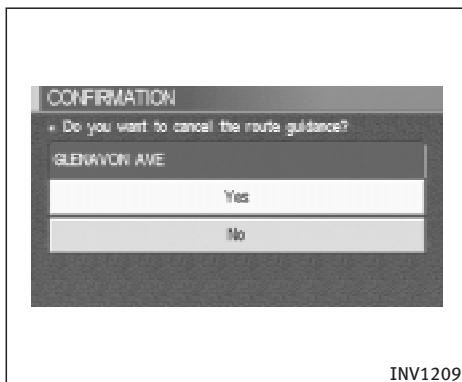 CONFIRMATION
Do you want to cancel the route guidance?
GLENAVON AVE
Yes
No
INV1209